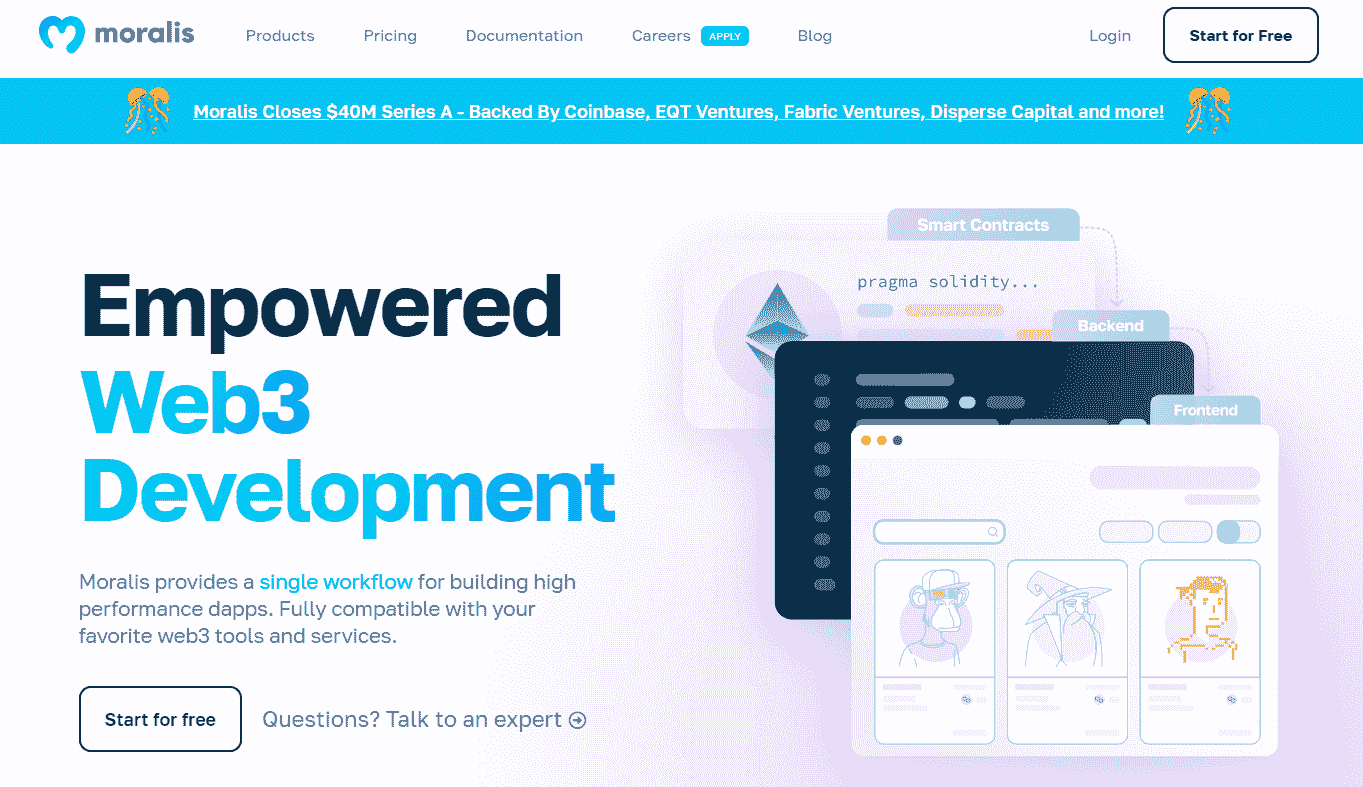 moralis
Products
Pricing
Documentation
Careers
APPLY
Blog
Login
Start for Free
Moralis Closes $40M Series A - Backed By Coinbase, EQT Ventures, Fabric Ventures, Disperse Capital and more!
Empowered
Web3
Development
Moralis provides a single workflow for building high
performance dapps. Fully compatible with your
favorite web3 tools and services.
Start for free
Questions? Talk to an expert
Smart Contracts
pragma solidity...
Backend
Frontend